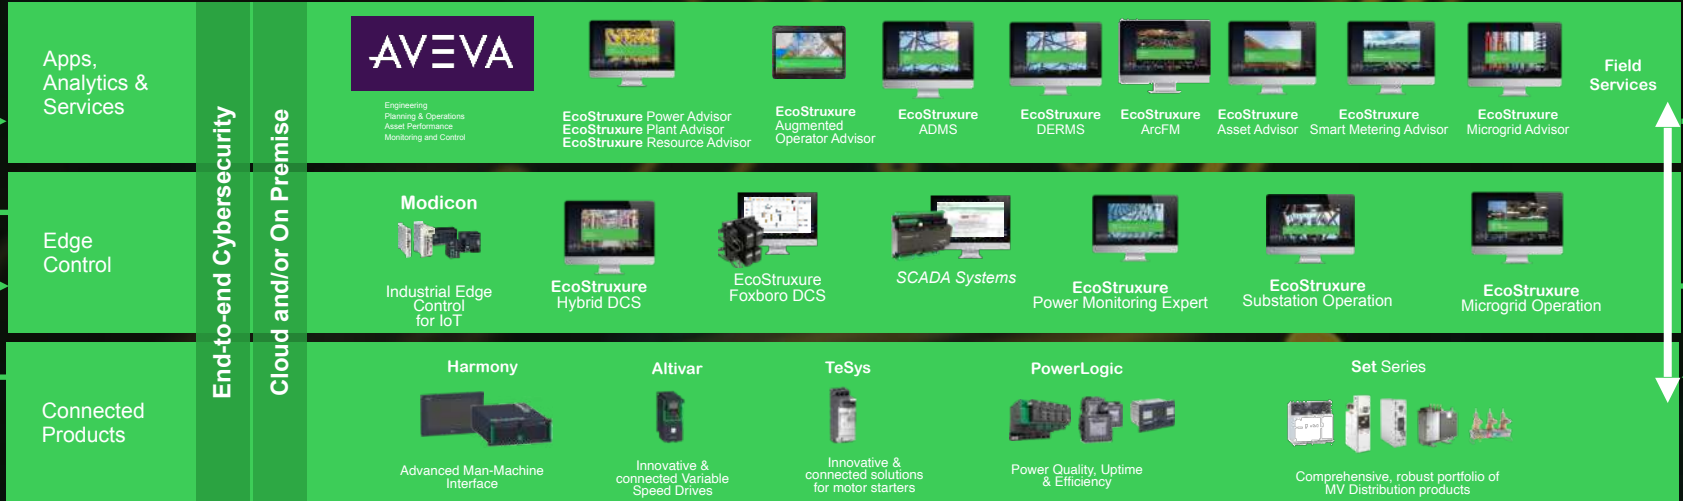 Apps,
Analytics &
Services
AVEVA
Engineering
Planning & Operations
Asset Performance
Monitoring and Control
EcoStruxure Power Advisor
EcoStruxure Plant Advisor
EcoStruxure Resource Advisor
EcoStruxure
Augmented
Operator Advisor
EcoStruxure
ADMS
EcoStruxure
DERMS
EcoStruxure
ArcFM
EcoStruxure
Asset Advisor
EcoStruxure
Smart Metering Advisor
EcoStruxure
Microgrid Advisor
Field
Services
End-to-end Cybersecurity
Cloud and/or On Premise
Edge
Control
Modicon
Industrial Edge
Control
for IoT
EcoStruxure
Hybrid DCS
EcoStruxure
Foxboro DCS
SCADA Systems
EcoStruxure
Power Monitoring Expert
EcoStruxure
Substation Operation
EcoStruxure
Microgrid Operation
Connected
Products
Harmony
Advanced Man-Machine
Interface
Altivar
Innovative &
connected Variable
Speed Drives
TeSys
Innovative &
connected solutions
for motor starters
PowerLogic
Power Quality, Uptime
& Efficiency
Set Series
Comprehensive, robust portfolio of
MV Distribution products